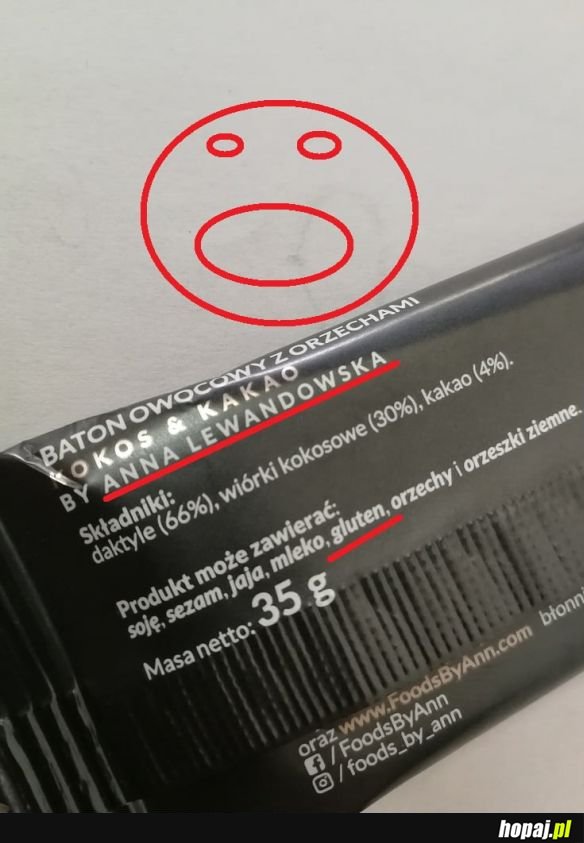 BATON OWOCOWY Z ORZECHAMI
KOKOS & KAKAO
BY ANNA LEWANDOWSKA
Składniki:
daktyle (66%), wiórki kokosowe (30%), kakao (4%).
Produkt może zawierać:
soję, sezam, jaja, mleko, gluten, orzechy i orzeszki ziemne.
Masa netto: 35 g
błonni
oraz www.FoodsByAnn.com
/FoodsByAnn
/foods_by_ann
hopaj.pl